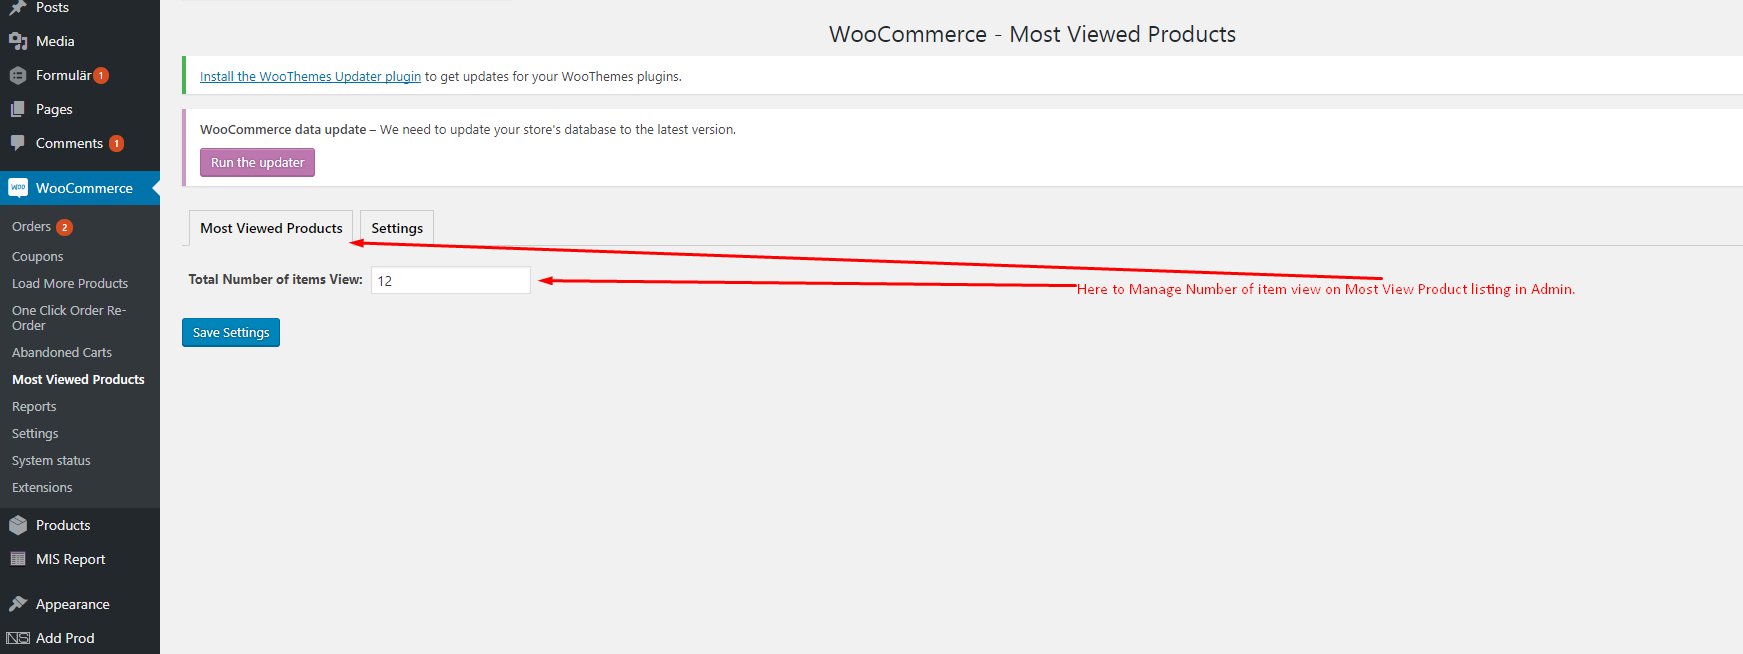 Posts
Media
Formulär 1
Pages
Comments 1
woo WooCommerce
Orders 2
Coupons
Load More Products
One Click Order Re-
Order
Abandoned Carts
Most Viewed Products
Reports
Settings
System status
Extensions
Products
MIS Report
Appearance
NS Add Prod
WooCommerce - Most Viewed Products
Install the WooThemes Updater plugin to get updates for your WooThemes plugins.
WooCommerce data update – We need to update your store's database to the latest version.
Run the updater
Most Viewed Products Settings
Total Number of items View: 12
Here to Manage Number of item view on Most View Product listing in Admin.
Save Settings